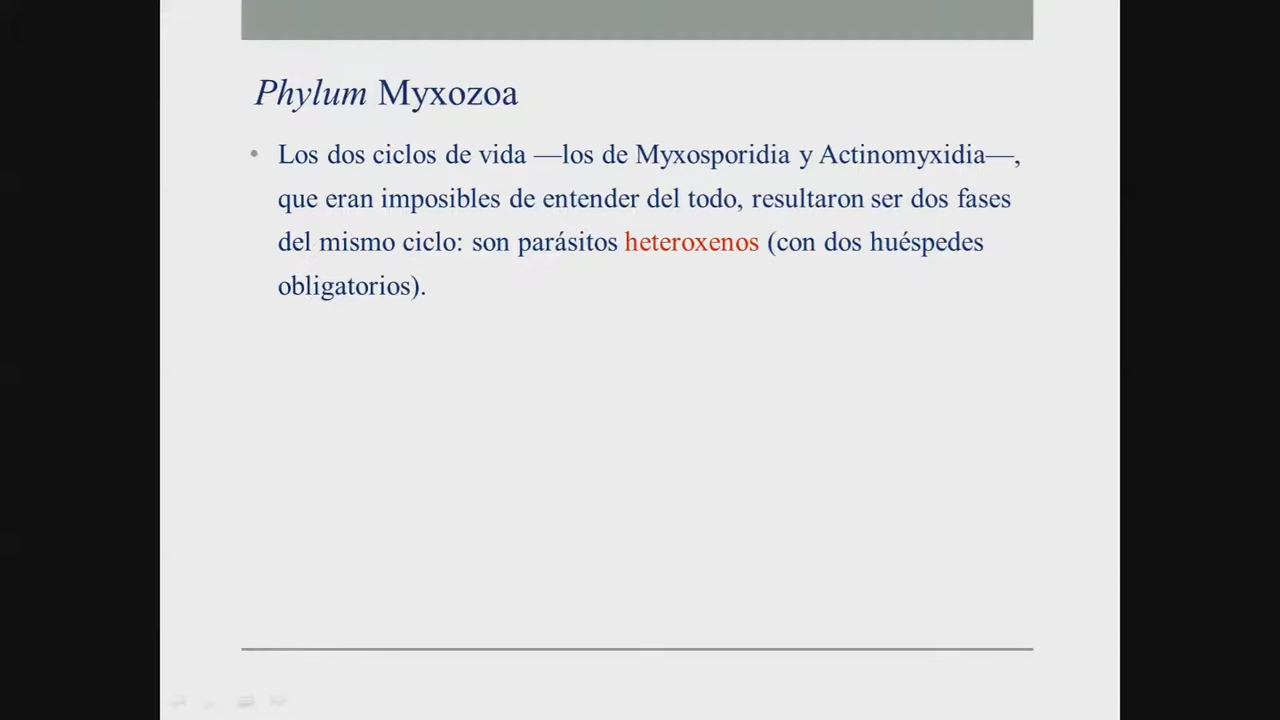 Phylum Myxozoa
• Los dos ciclos de vida —los de Myxosporidia y Actinomyxidia—,
que eran imposibles de entender del todo, resultaron ser dos fases
del mismo ciclo: son parásitos heteroxenos (con dos huéspedes
obligatorios).